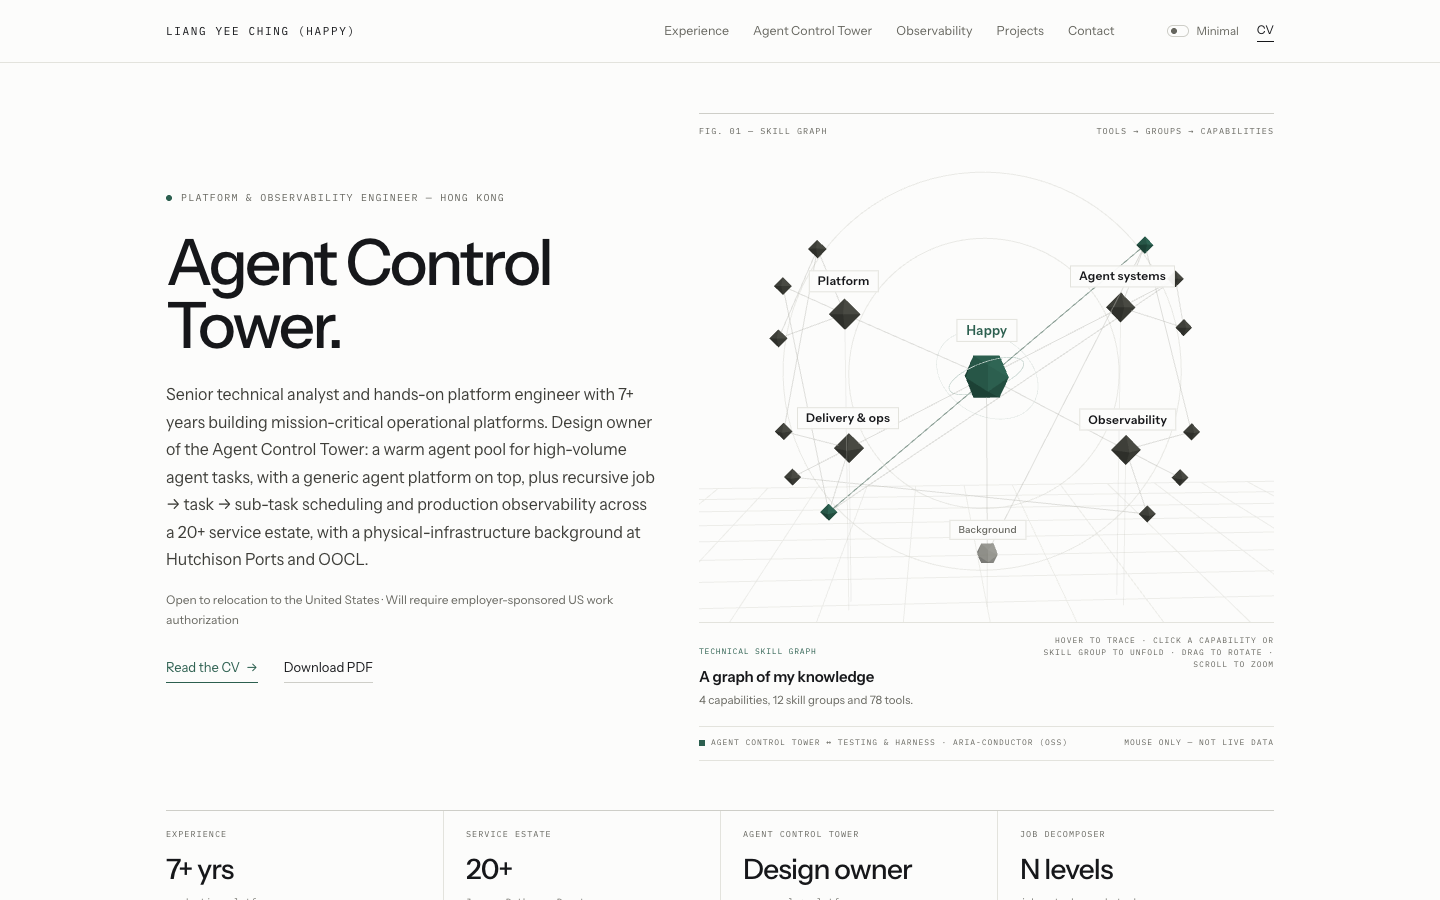 LIANG YEE CHING (HAPPY)
Experience
Agent Control Tower
Observability
Projects
Contact
Minimal
CV
PLATFORM & OBSERVABILITY ENGINEER — HONG KONG
Agent Control
Tower.
Senior technical analyst and hands-on platform engineer with 7+
years building mission-critical operational platforms. Design owner
of the Agent Control Tower: a warm agent pool for high-volume
agent tasks, with a generic agent platform on top, plus recursive job
→ task → sub-task scheduling and production observability across
a 20+ service estate, with a physical-infrastructure background at
Hutchison Ports and OOCL.
Open to relocation to the United States · Will require employer-sponsored US work
authorization
Read the CV →
Download PDF
FIG. 01 — SKILL GRAPH
TOOLS → GROUPS → CAPABILITIES
Platform
Agent systems
Happy
Delivery & ops
Observability
Background
TECHNICAL SKILL GRAPH
A graph of my knowledge
4 capabilities, 12 skill groups and 78 tools.
HOVER TO TRACE · CLICK A CAPABILITY OR
SKILL GROUP TO UNFOLD · DRAG TO ROTATE ·
SCROLL TO ZOOM
AGENT CONTROL TOWER ↔ TESTING & HARNESS · ARIA-CONDUCTOR (OSS)
MOUSE ONLY — NOT LIVE DATA
EXPERIENCE
7+ yrs
SERVICE ESTATE
20+
AGENT CONTROL TOWER
Design owner
JOB DECOMPOSER
N levels